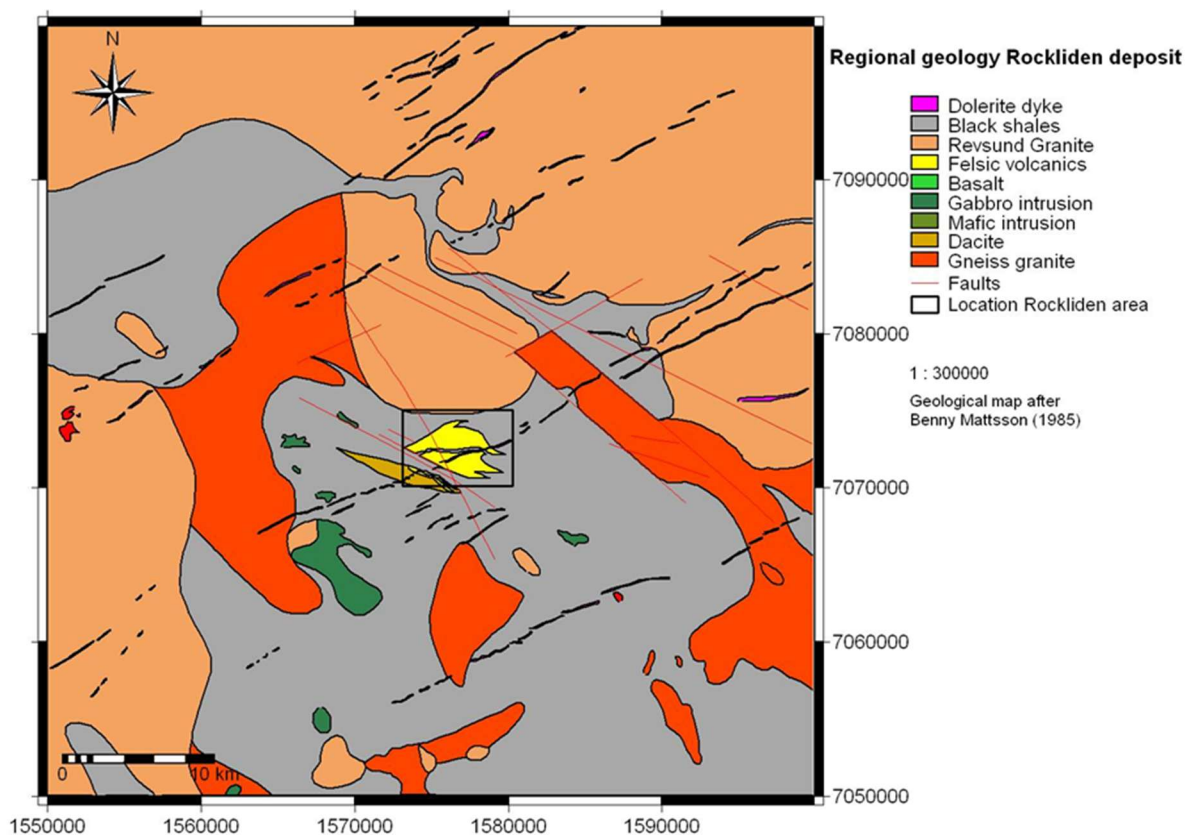 N
Regional geology Rockliden deposit
Dolerite dyke
Black shales
Revsund Granite
Felsic volcanics
Basalt
Gabbro intrusion
Mafic intrusion
Dacite
Gneiss granite
Faults
Location Rockliden area
1 : 300000
Geological map after
Benny Mattsson (1985)
7090000
7080000
7070000
7060000
7050000
0 10 km
1550000 1560000 1570000 1580000 1590000